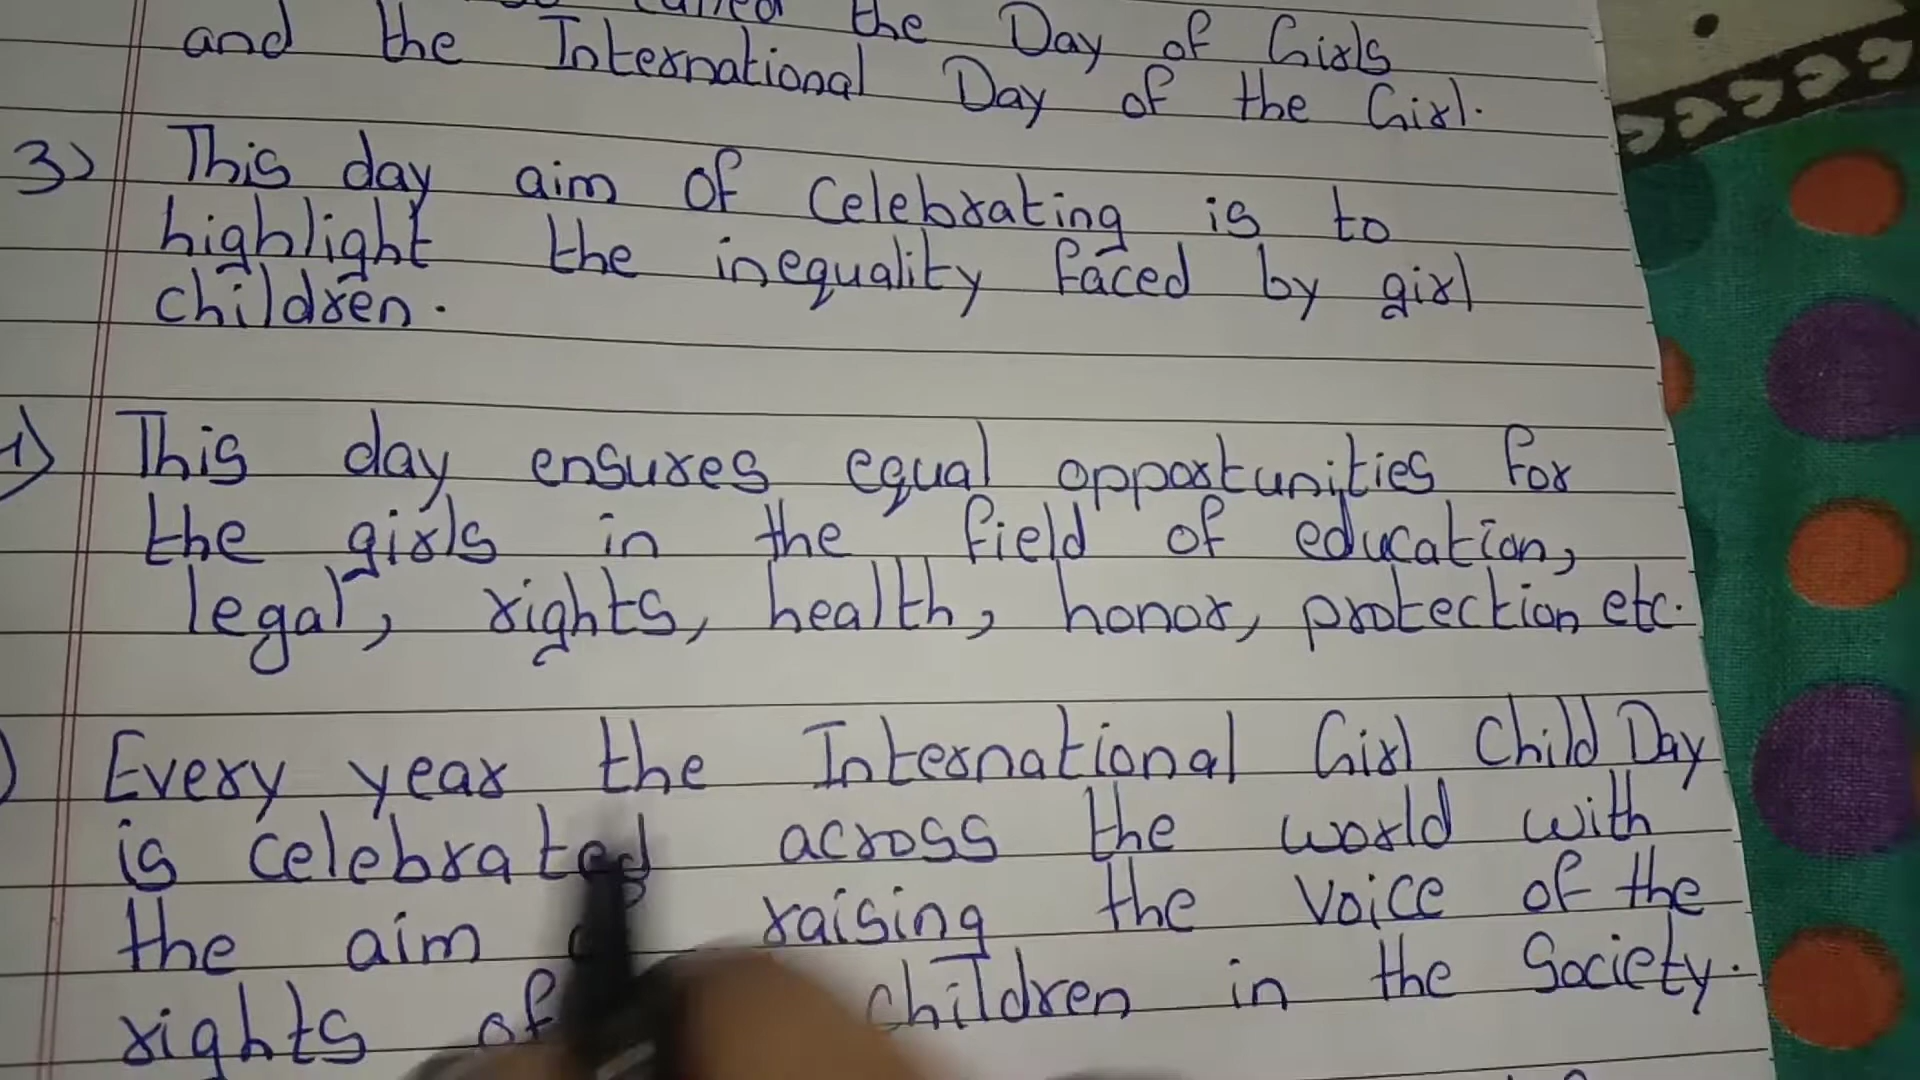 called the Day of Girls
and the International Day of the Girl.
3) This day aim of Celebrating is to
highlight the inequality faced by girl
children.
This day ensures equal opportunities for
the girls in the field of education,
legal, rights, health, honor, protection etc.
Every year the International Girl Child Day
is celebrated across the world with
the aim raising the voice of the
rights of children in the Society.